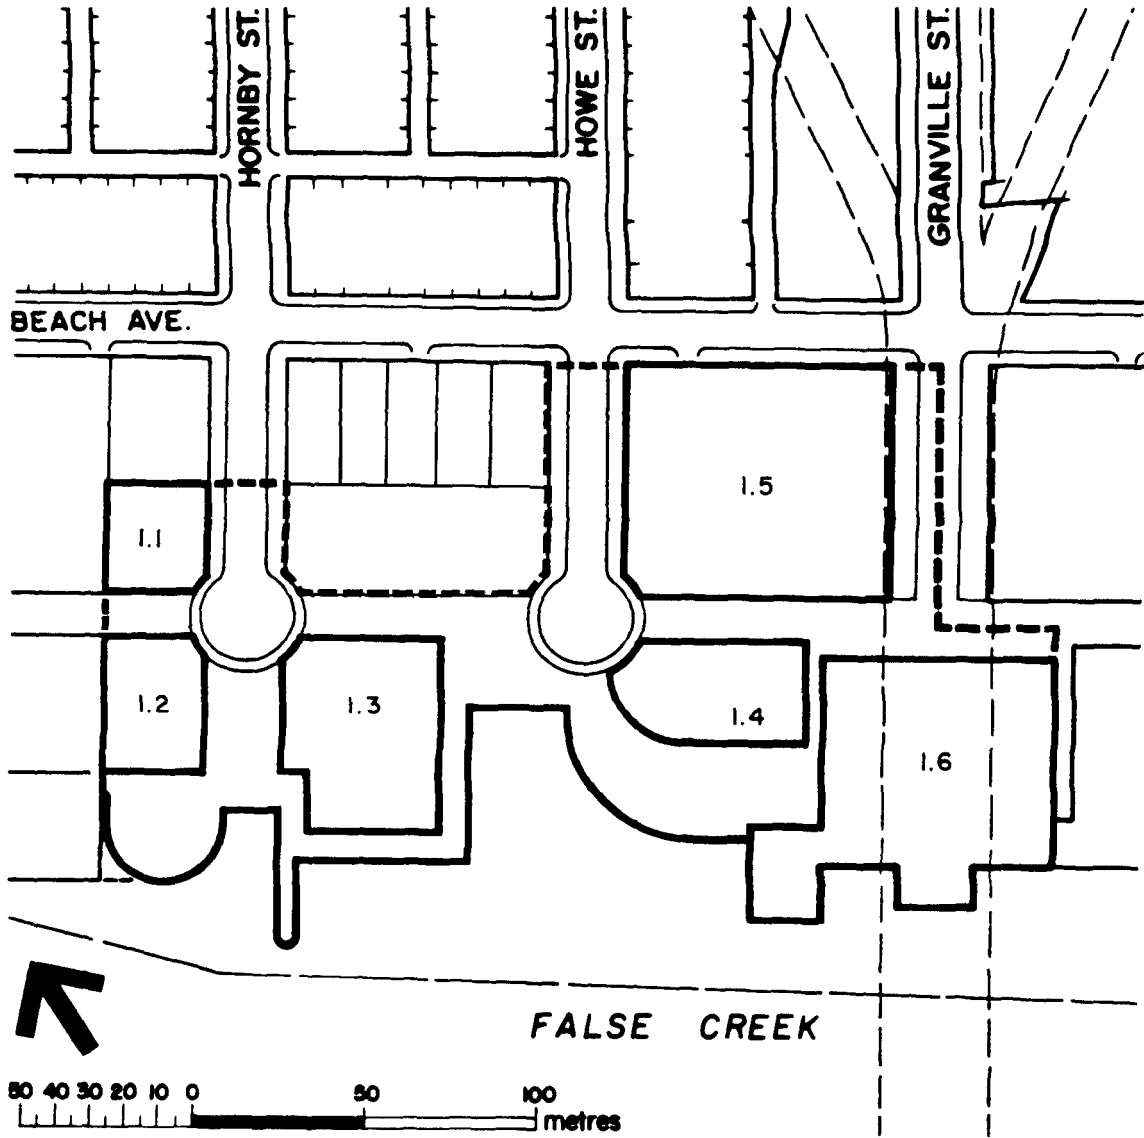 HORNBY ST.
HOWE ST.
GRANVILLE ST.
BEACH AVE.
1.5
1.1
1.2
1.3
1.4
1.6
FALSE CREEK
50 40 30 20 10 0 50 100
metres